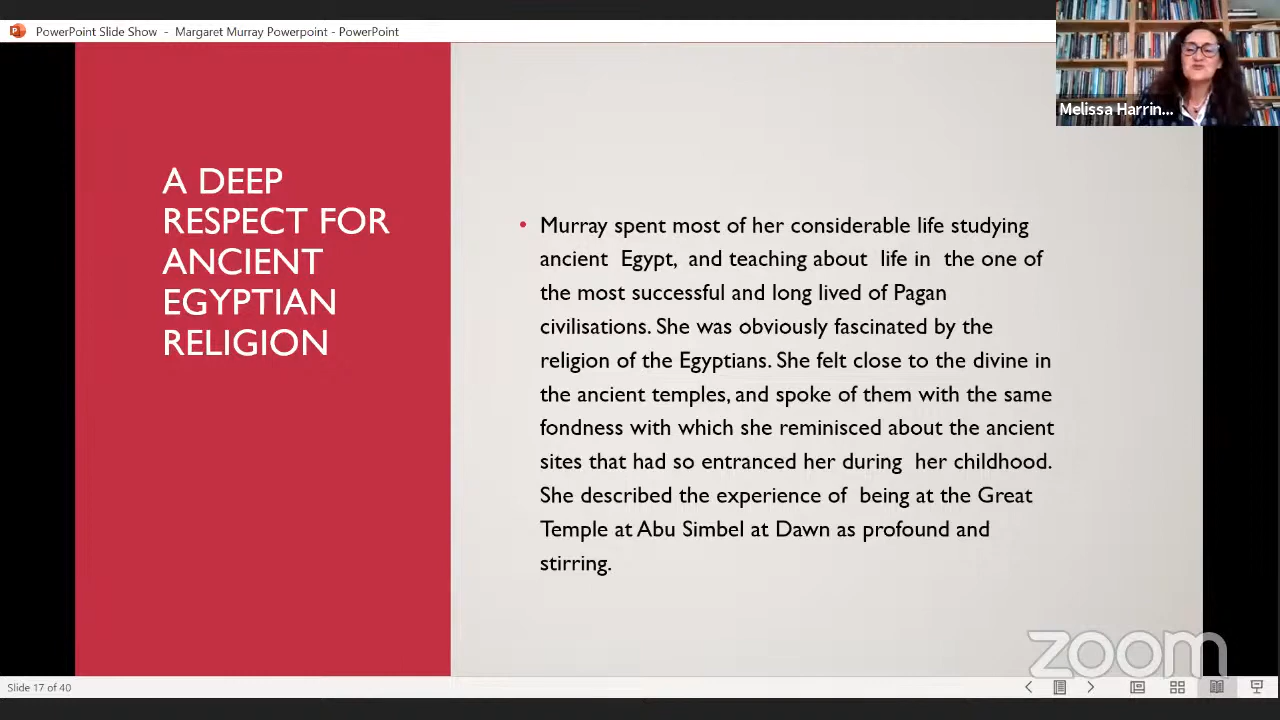 PowerPoint Slide Show - Margaret Murray Powerpoint - PowerPoint
Melissa Harrin...
A DEEP
RESPECT FOR
ANCIENT
EGYPTIAN
RELIGION
• Murray spent most of her considerable life studying
ancient Egypt, and teaching about life in the one of
the most successful and long lived of Pagan
civilisations. She was obviously fascinated by the
religion of the Egyptians. She felt close to the divine in
the ancient temples, and spoke of them with the same
fondness with which she reminisced about the ancient
sites that had so entranced her during her childhood.
She described the experience of being at the Great
Temple at Abu Simbel at Dawn as profound and
stirring.
zoom
Slide 17 of 40